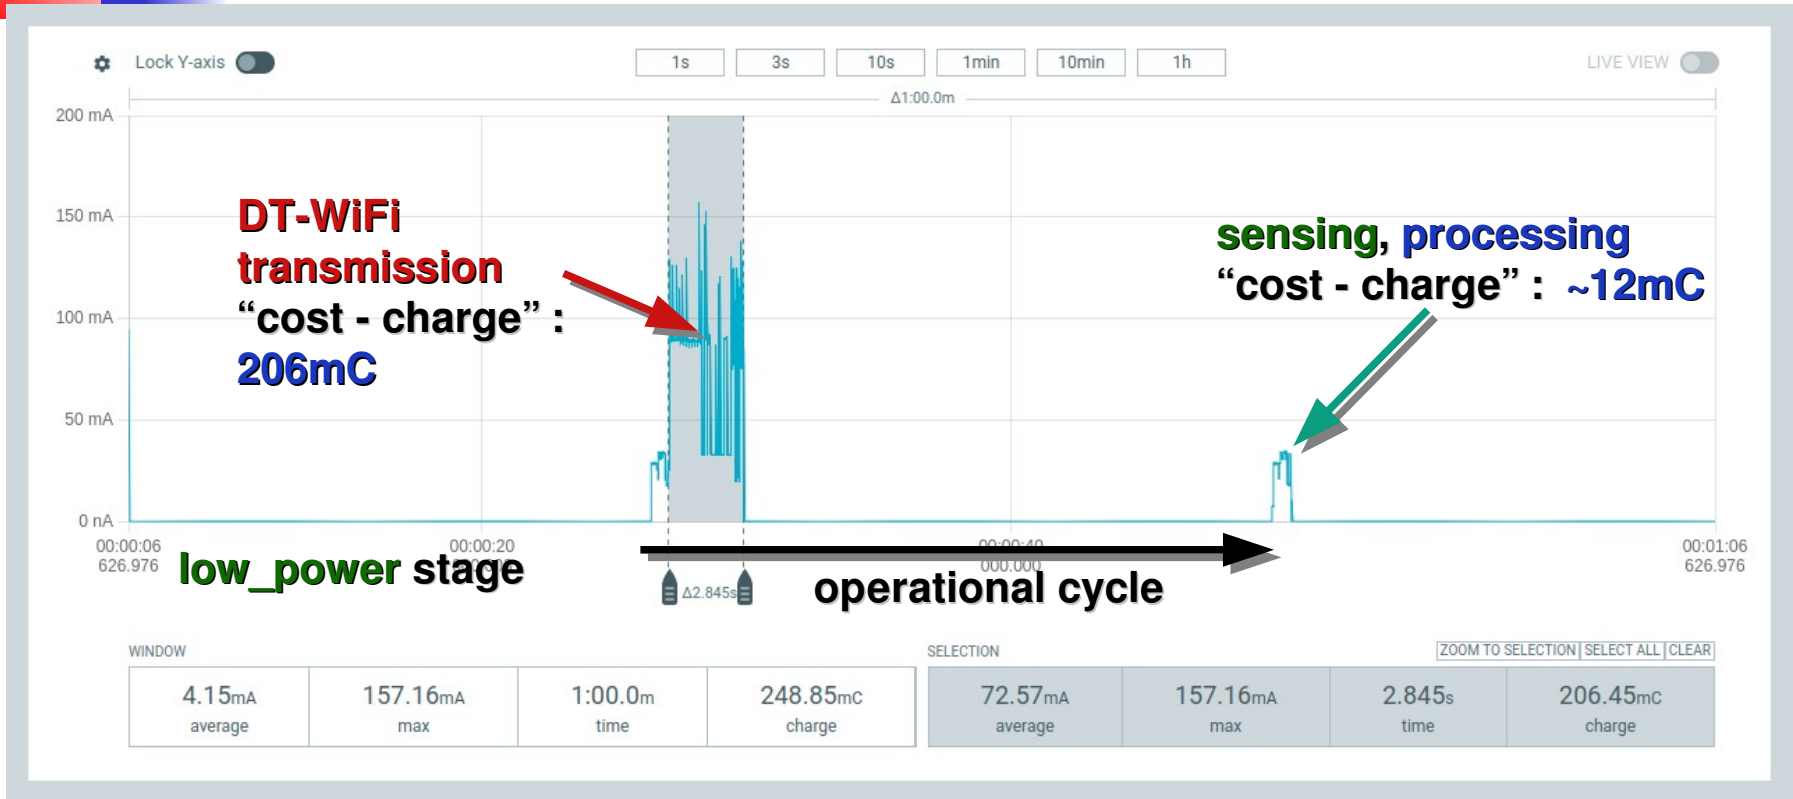 Lock Y-axis
1s 3s 10s 1min 10min 1h
LIVE VIEW
Δ1:00.0m
200 mA
150 mA
100 mA
50 mA
0 nA
DT-WiFi
transmission
“cost - charge” :
206mC
sensing, processing
“cost - charge” : ~12mC
00:00:06
626.976
00:00:20
00:00:40
000.000
00:01:06
626.976
low_power stage
Δ2.845s
operational cycle
WINDOW
4.15mA
average
157.16mA
max
1:00.0m
time
248.85mC
charge
SELECTION
ZOOM TO SELECTION SELECT ALL CLEAR
72.57mA
average
157.16mA
max
2.845s
time
206.45mC
charge